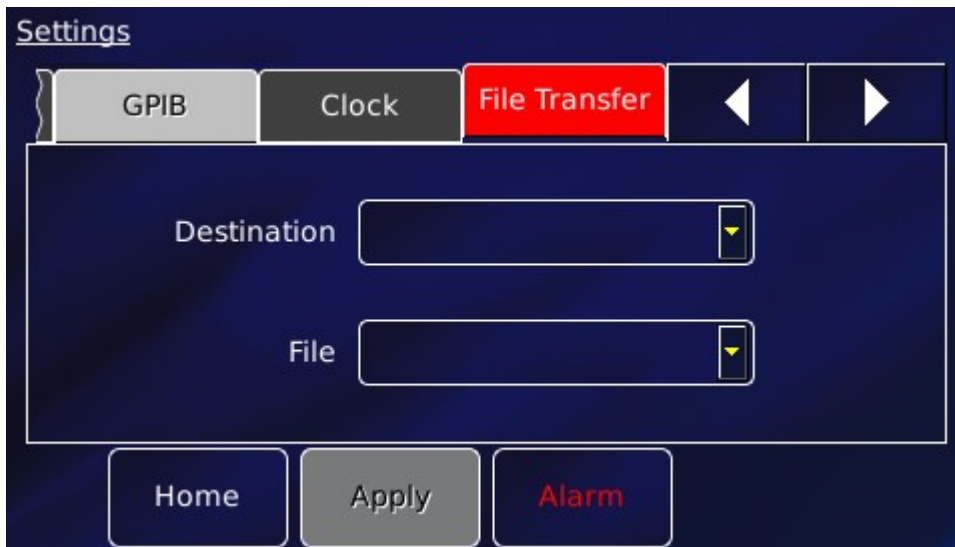 Settings
GPIB Clock File Transfer
Destination
File
Home Apply Alarm